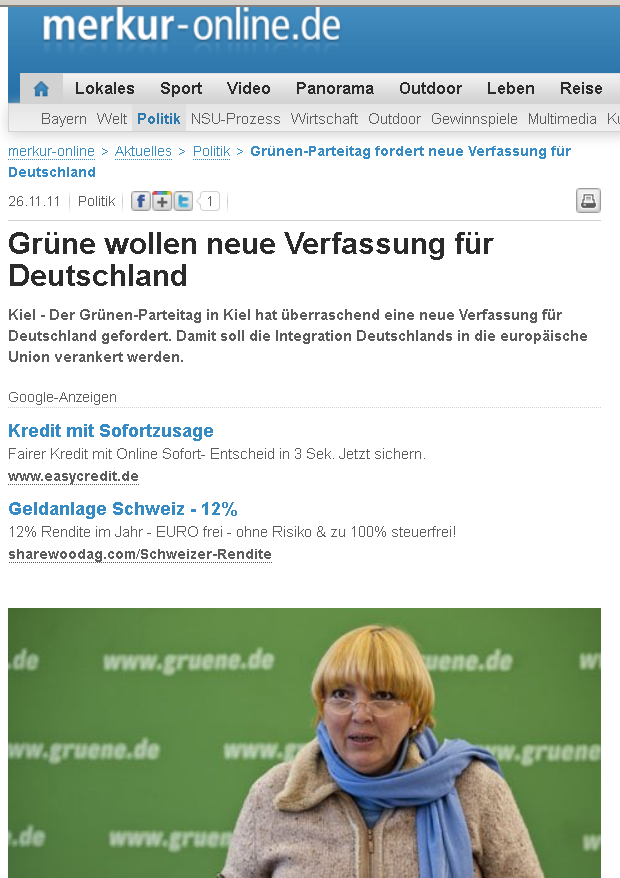 merkur-online.de
Lokales Sport Video Panorama Outdoor Leben Reise
Bayern Welt Politik NSU-Prozess Wirtschaft Outdoor Gewinnspiele Multimedia
merkur-online > Aktuelles > Politik > Grünen-Parteitag fordert neue Verfassung für
Deutschland
26.11.11 Politik 1
Grüne wollen neue Verfassung für
Deutschland
Kiel - Der Grünen-Parteitag in Kiel hat überraschend eine neue Verfassung für
Deutschland gefordert. Damit soll die Integration Deutschlands in die europäische
Union verankert werden.
Google-Anzeigen
Kredit mit Sofortzusage
Fairer Kredit mit Online Sofort- Entscheid in 3 Sek. Jetzt sichern.
www.easycredit.de
Geldanlage Schweiz - 12%
12% Rendite im Jahr - EURO frei - ohne Risiko & zu 100% steuerfrei!
sharewoodag.com/Schweizer-Rendite
.de www.gruene.de uene.de
ww.gruene.de www. ww.gruene
.de www.gruene